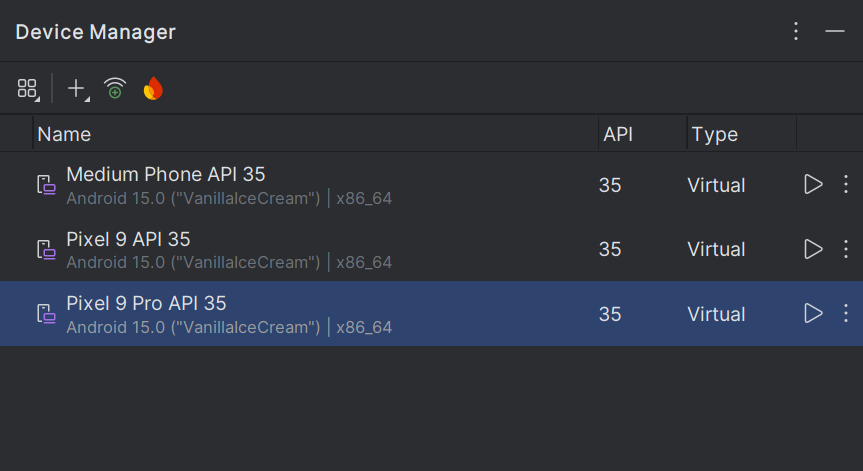 Device Manager
Name API Type
Medium Phone API 35 35 Virtual
Android 15.0 ("VanillaIceCream") | x86_64
Pixel 9 API 35 35 Virtual
Android 15.0 ("VanillaIceCream") | x86_64
Pixel 9 Pro API 35 35 Virtual
Android 15.0 ("VanillaIceCream") | x86_64